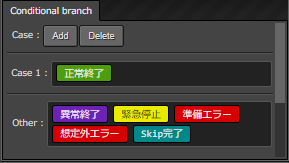 Conditional branch
Case : Add Delete
Case 1 : 正常終了
Other : 異常終了 緊急停止 準備エラー
想定外エラー Skip完了